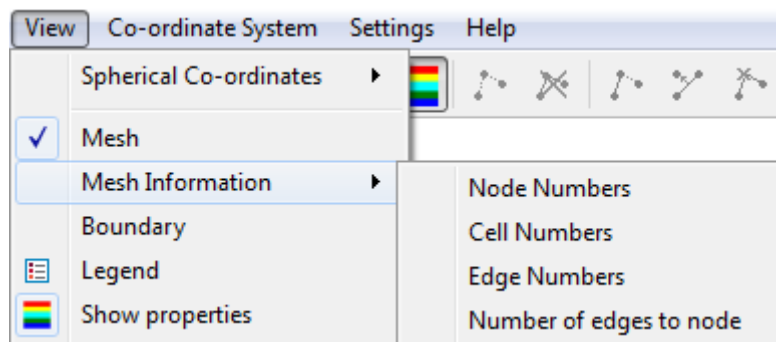 View Co-ordinate System Settings Help
Spherical Co-ordinates
Mesh
Mesh Information
Node Numbers
Boundary
Cell Numbers
Legend
Edge Numbers
Show properties
Number of edges to node